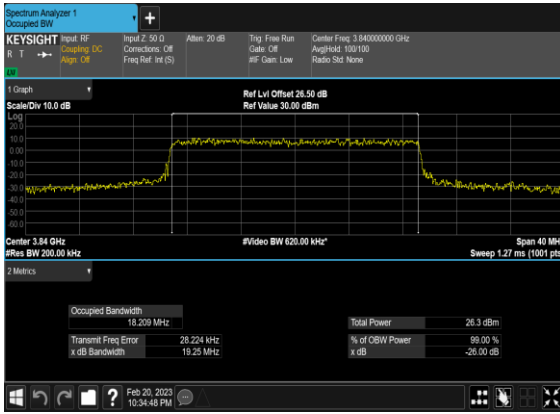 Spectrum Analyzer 1
Occupied BW
+
KEYSIGHT Input: RF Input Z: 50 Ω Atten: 20 dB Trig: Free Run Center Freq: 3.840000000 GHz
R T Coupling: DC Corrections: Off Gate: Off Avg|Hold: 100/100
Align: Off Freq Ref: Int (S) #IF Gain: Low Radio Std: None
LXI
1 Graph
Scale/Div 10.0 dB
Ref Lvl Offset 26.50 dB
Ref Value 30.00 dBm
Log
20.0
10.0
0.00
-10.0
-20.0
-30.0
-40.0
-50.0
-60.0
Center 3.84 GHz #Video BW 620.00 kHz* Span 40 MH
#Res BW 200.00 kHz Sweep 1.27 ms (1001 pts
2 Metrics
Occupied Bandwidth
18.209 MHz Total Power 26.3 dBm
Transmit Freq Error 28.224 kHz % of OBW Power 99.00 %
x dB Bandwidth 19.25 MHz x dB -26.00 dB
?
Feb 20, 2023
10:34:48 PM